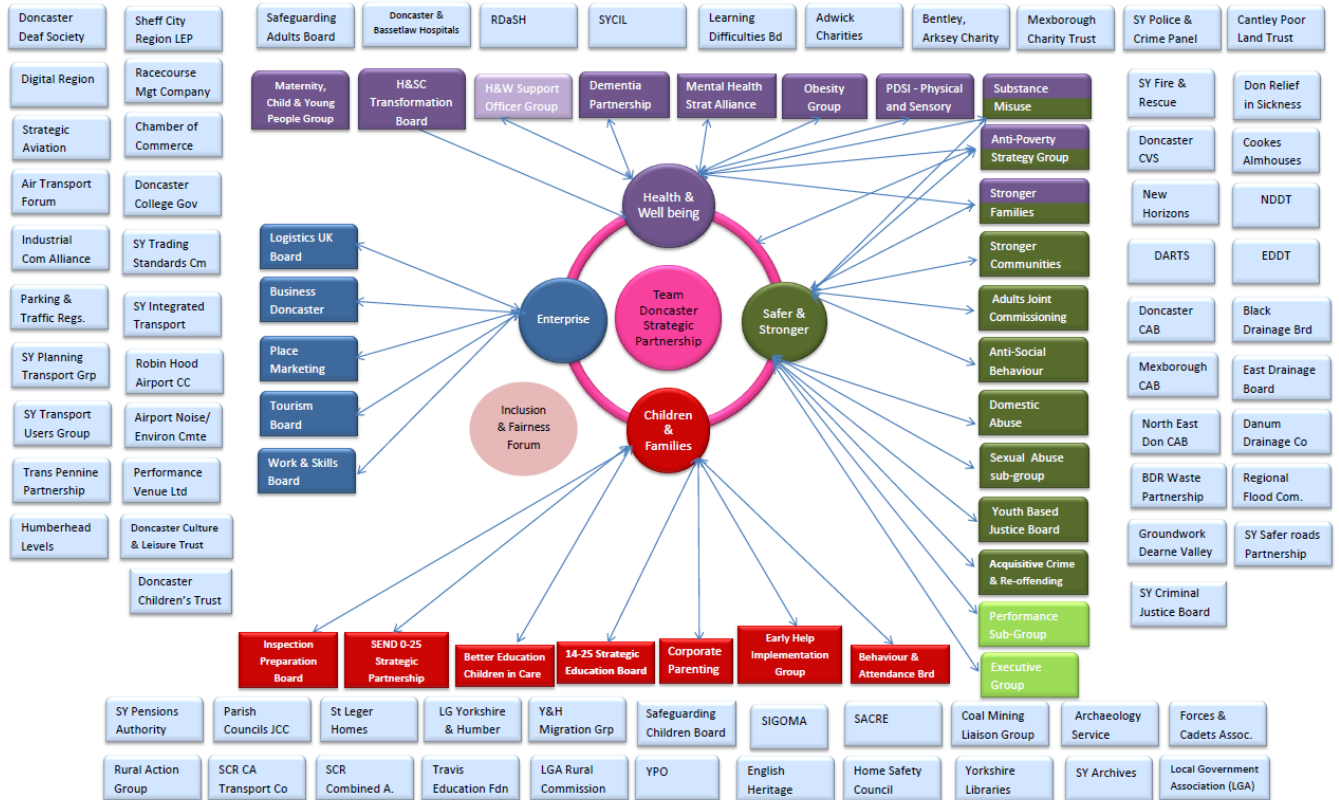 Doncaster
Deaf Society
Sheff City
Region LEP
Safeguarding
Adults Board
Doncaster &
Bassetlaw Hospitals
RDaSH
SYCIL
Learning
Difficulties Bd
Adwick
Charities
Bentley,
Arksey Charity
Mexborough
Charity Trust
SY Police &
Crime Panel
Cantley Poor
Land Trust
Digital Region
Racecourse
Mgt Company
Maternity,
Child & Young
People Group
H&SC
Transformation
Board
H&W Support
Officer Group
Dementia
Partnership
Mental Health
Strat Alliance
Obesity
Group
PDSI - Physical
and Sensory
Substance
Misuse
SY Fire &
Rescue
Don Relief
in Sickness
Strategic
Aviation
Chamber of
Commerce
Anti-Poverty
Strategy Group
Doncaster
CVS
Cookes
Almhouses
Air Transport
Forum
Doncaster
College Gov
Health &
Well being
Stronger
Families
New
Horizons
NDDT
Industrial
Com Alliance
SY Trading
Standards Cm
Logistics UK
Board
Stronger
Communities
DARTS
EDDT
Parking &
Traffic Regs.
SY Integrated
Transport
Business
Doncaster
Enterprise
Team
Doncaster
Strategic
Partnership
Safer &
Stronger
Adults Joint
Commissioning
Doncaster
CAB
Black
Drainage Brd
SY Planning
Transport Grp
Robin Hood
Airport CC
Place
Marketing
Anti-Social
Behaviour
Mexborough
CAB
East Drainage
Board
SY Transport
Users Group
Airport Noise/
Environ Cmte
Tourism
Board
Inclusion
& Fairness
Forum
Children
&
Families
Domestic
Abuse
North East
Don CAB
Danum
Drainage Co
Trans Pennine
Partnership
Performance
Venue Ltd
Work & Skills
Board
Sexual Abuse
sub-group
BDR Waste
Partnership
Regional
Flood Com.
Humberhead
Levels
Doncaster Culture
& Leisure Trust
Youth Based
Justice Board
Groundwork
Dearne Valley
SY Safer roads
Partnership
Doncaster
Children's Trust
Acquisitive Crime
& Re-offending
SY Criminal
Justice Board
Performance
Sub-Group
Inspection
Preparation
Board
SEND 0-25
Strategic
Partnership
Better Education
Children in Care
14-25 Strategic
Education Board
Corporate
Parenting
Early Help
Implementation
Group
Behaviour &
Attendance Brd
Executive
Group
SY Pensions
Authority
Parish
Councils JCC
St Leger
Homes
LG Yorkshire
& Humber
Y&H
Migration Grp
Safeguarding
Children Board
SIGOMA
SACRE
Coal Mining
Liaison Group
Archaeology
Service
Forces &
Cadets Assoc.
Rural Action
Group
SCR CA
Transport Co
SCR
Combined A.
Travis
Education Fdn
LGA Rural
Commission
YPO
English
Heritage
Home Safety
Council
Yorkshire
Libraries
SY Archives
Local Government
Association (LGA)